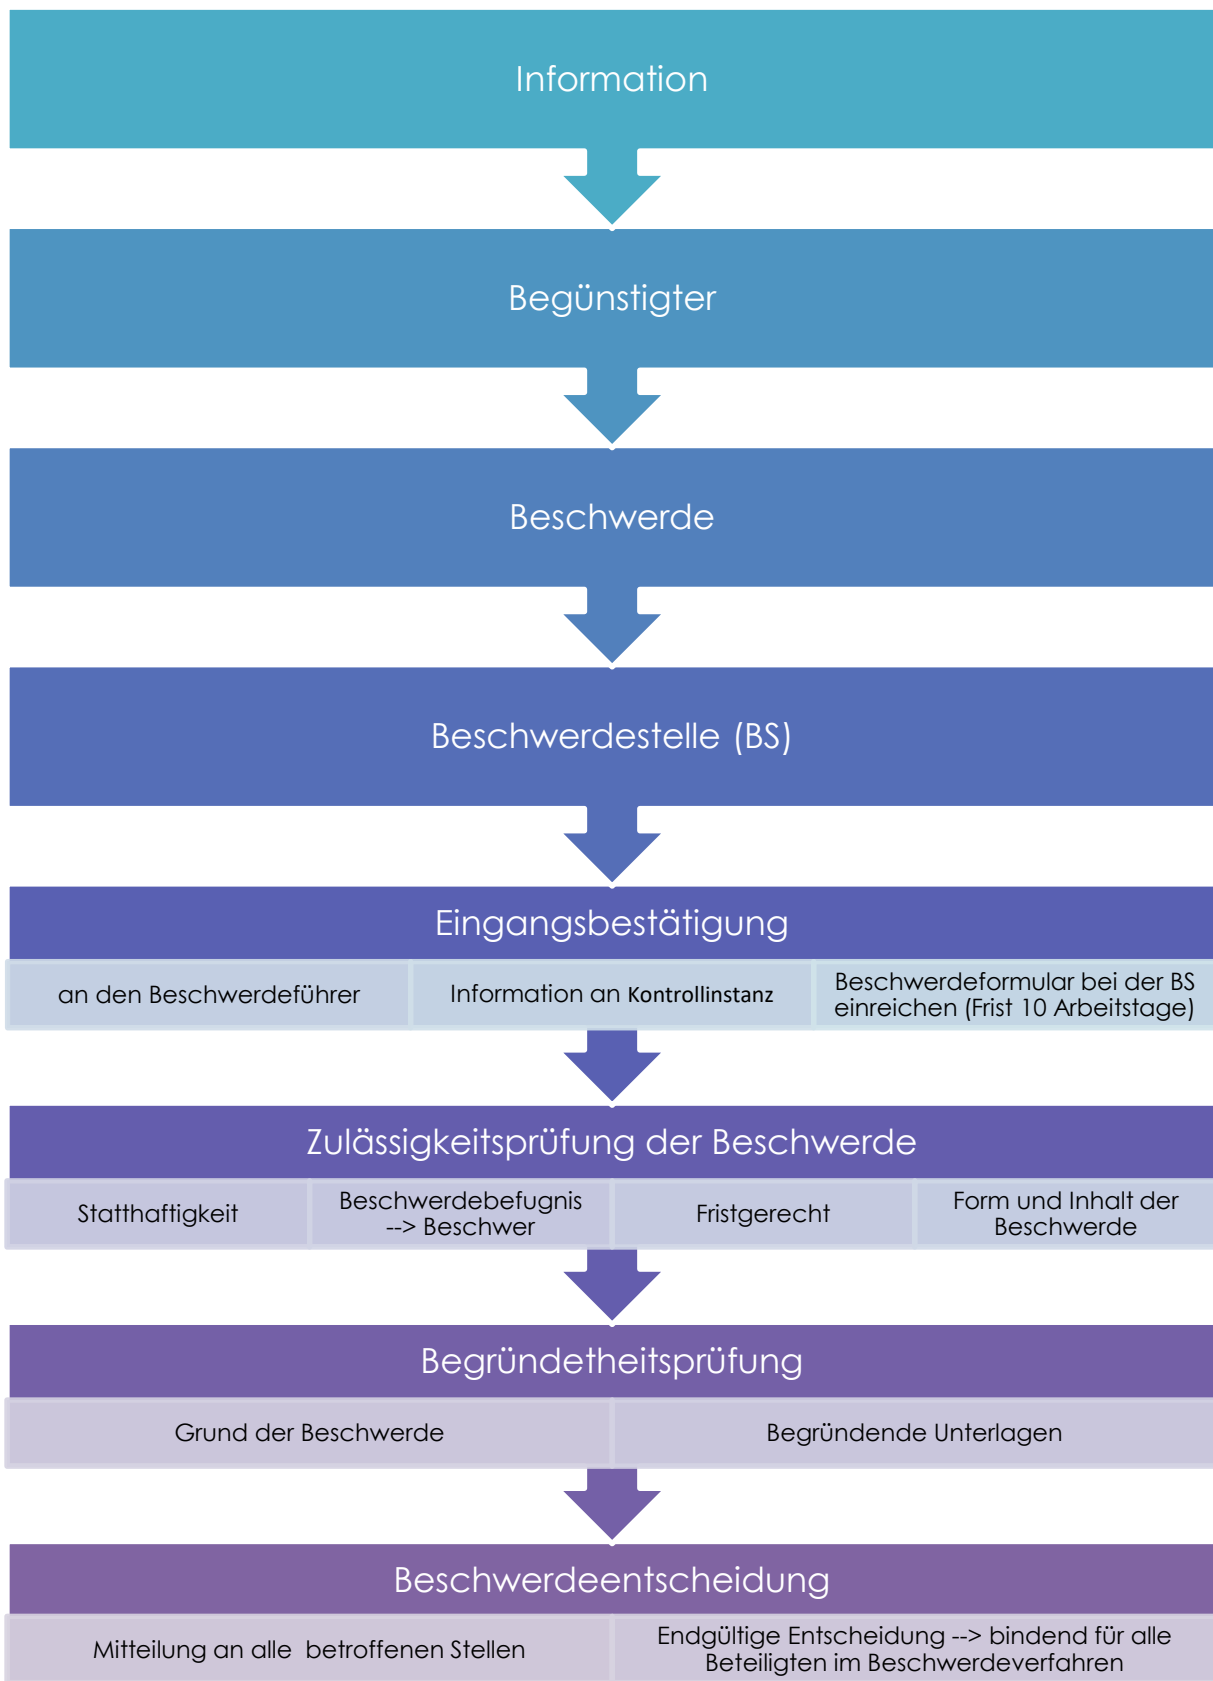 Information
Begünstigter
Beschwerde
Beschwerdestelle (BS)
Eingangsbestätigung
an den Beschwerdeführer
Information an Kontrollinstanz
Beschwerdeformular bei der BS
einreichen (Frist 10 Arbeitstage)
Zulässigkeitsprüfung der Beschwerde
Statthaftigkeit
Beschwerdebefugnis
--> Beschwer
Fristgerecht
Form und Inhalt der
Beschwerde
Begründetheitsprüfung
Grund der Beschwerde
Begründende Unterlagen
Beschwerdeentscheidung
Mitteilung an alle betroffenen Stellen
Endgültige Entscheidung --> bindend für alle
Beteiligten im Beschwerdeverfahren